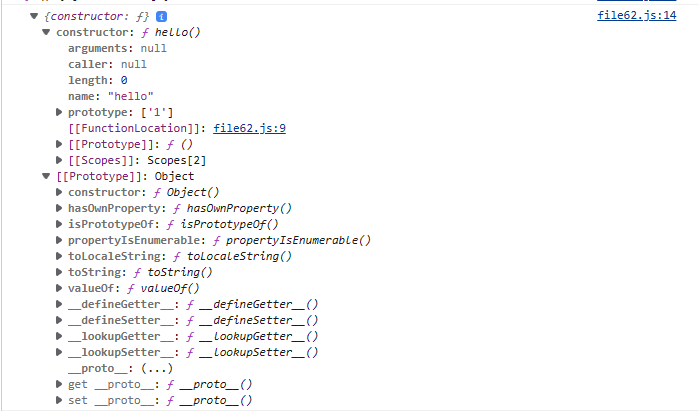 {constructor: ƒ} i file62.js:14
constructor: ƒ hello()
arguments: null
caller: null
length: 0
name: "hello"
prototype: ['1']
[[FunctionLocation]]: file62.js:9
[[Prototype]]: ƒ ()
[[Scopes]]: Scopes[2]
[[Prototype]]: Object
constructor: ƒ Object()
hasOwnProperty: ƒ hasOwnProperty()
isPrototypeOf: ƒ isPrototypeOf()
propertyIsEnumerable: ƒ propertyIsEnumerable()
toLocaleString: ƒ toLocaleString()
toString: ƒ toString()
valueOf: ƒ valueOf()
__defineGetter__: ƒ __defineGetter__()
__defineSetter__: ƒ __defineSetter__()
__lookupGetter__: ƒ __lookupGetter__()
__lookupSetter__: ƒ __lookupSetter__()
__proto__: (...)
get __proto__: ƒ __proto__()
set __proto__: ƒ __proto__()